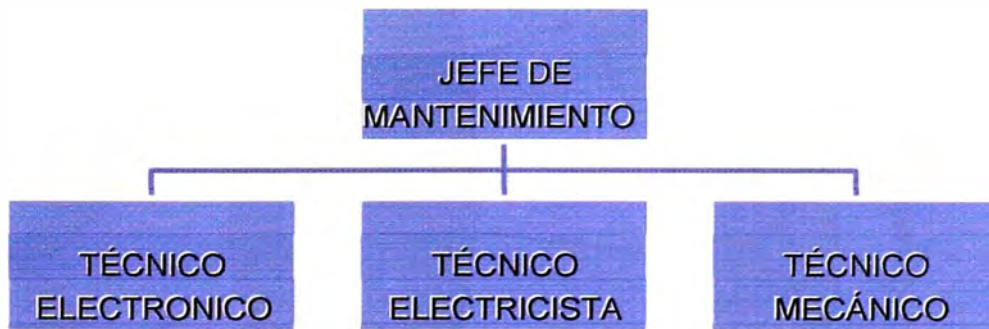 JEFE DE
MANTENIMIENTO
TÉCNICO
ELECTRONICO
TÉCNICO
ELECTRICISTA
TÉCNICO
MECÁNICO